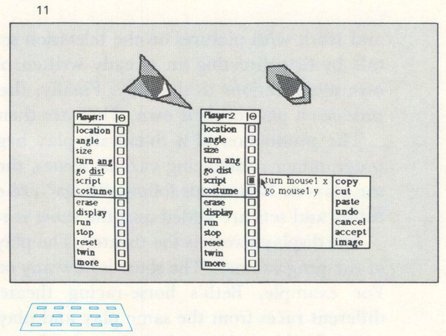 11
Player:1
location
angle
size
turn ang
go dist
script
costume
erase
display
run
stop
reset
twin
more
Player:2
location
angle
size
turn ang
go dist
script
costume
erase
display
run
stop
reset
twin
more
turn mouse1 x
go mouse1 y
copy
cut
paste
undo
cancel
accept
image